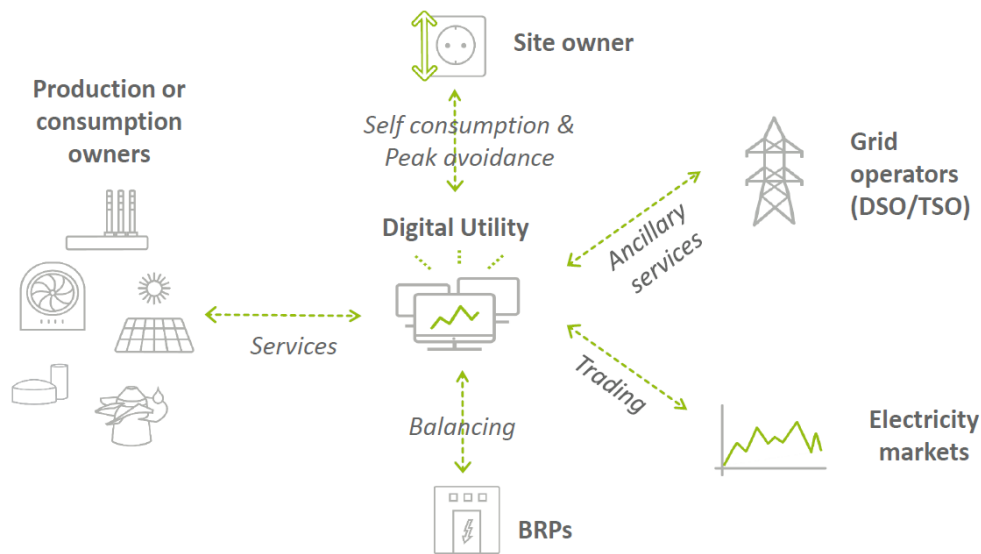 Site owner
Production or
consumption
owners
Self consumption &
Peak avoidance
Grid
operators
(DSO/TSO)
Digital Utility
Ancillary
services
Services
Trading
Balancing
Electricity
markets
BRPs